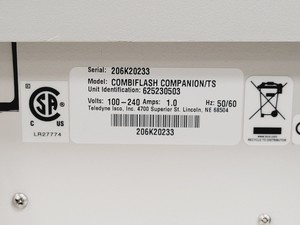 Serial: 206K20233
Model: COMBIFLASH COMPANION/TS
Unit Identification: 625230503
Volts: 100-240 Amps: 1.0 Hz: 50/60
Teledyne Isco, Inc. 4700 Superior St. Lincoln, NE 68504
206K20233
SA
C US
LR27774